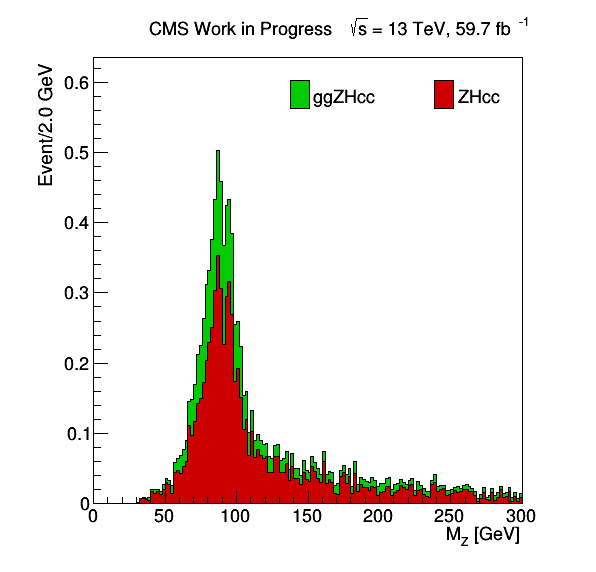 CMS Work in Progress √s = 13 TeV, 59.7 fb⁻¹
Event/2.0 GeV
ggZHcc ZHcc
0.6
0.5
0.4
0.3
0.2
0.1
0
0 50 100 150 200 250 300
M_Z [GeV]